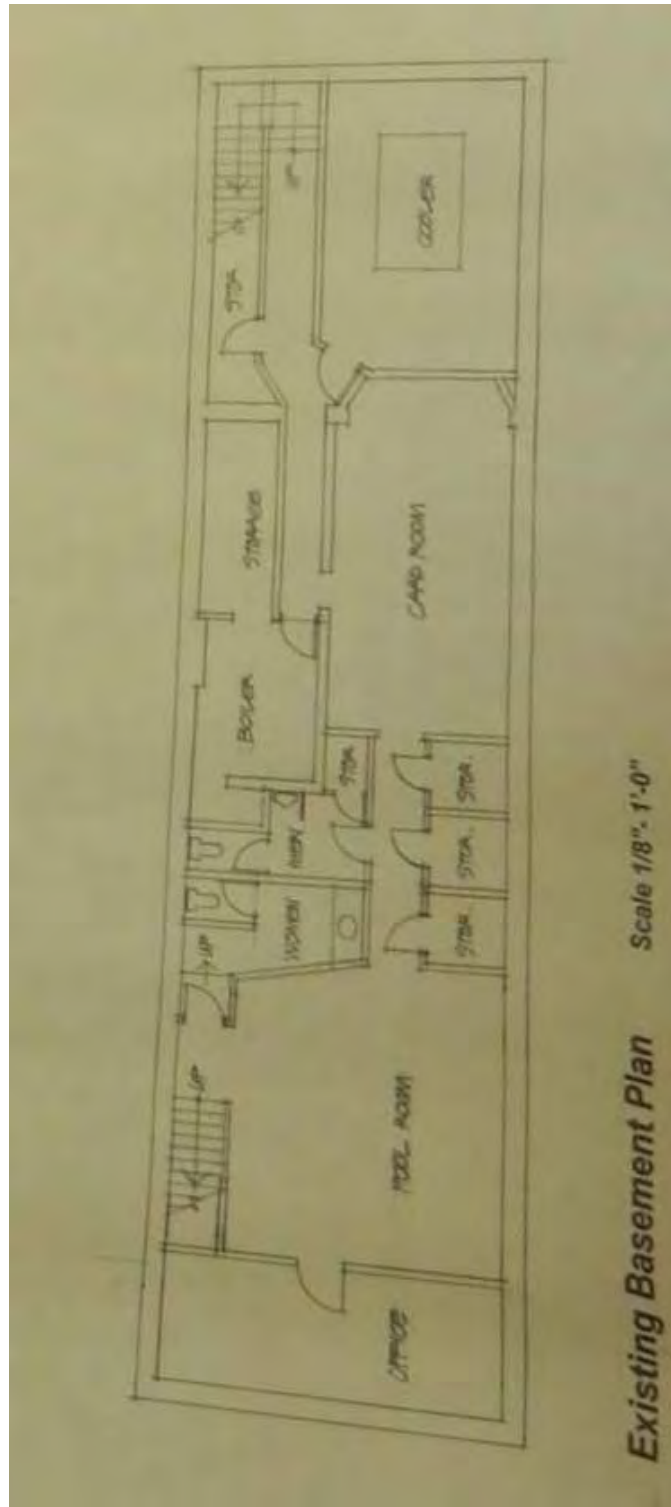 OFFICE
POOL ROOM
UP
UP
WOMEN
MEN
STOR.
STOR.
STOR.
STOR.
BOILER
STORAGE
CARD ROOM
STOR.
UP
COOLER
Existing Basement Plan
Scale 1/8"- 1'-0"